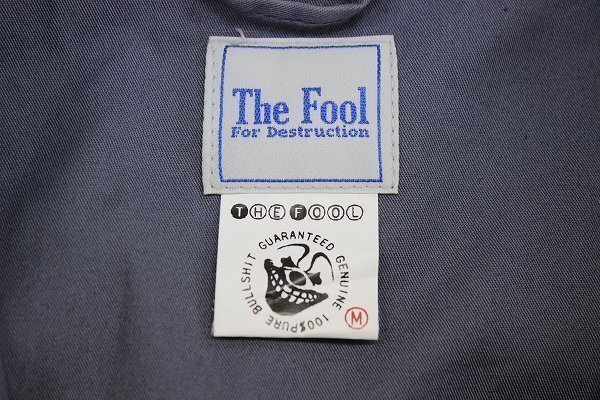 The Fool
For Destruction
THE FOOL
GUARANTEED GENUINE 100%PURE BULLSHIT
M